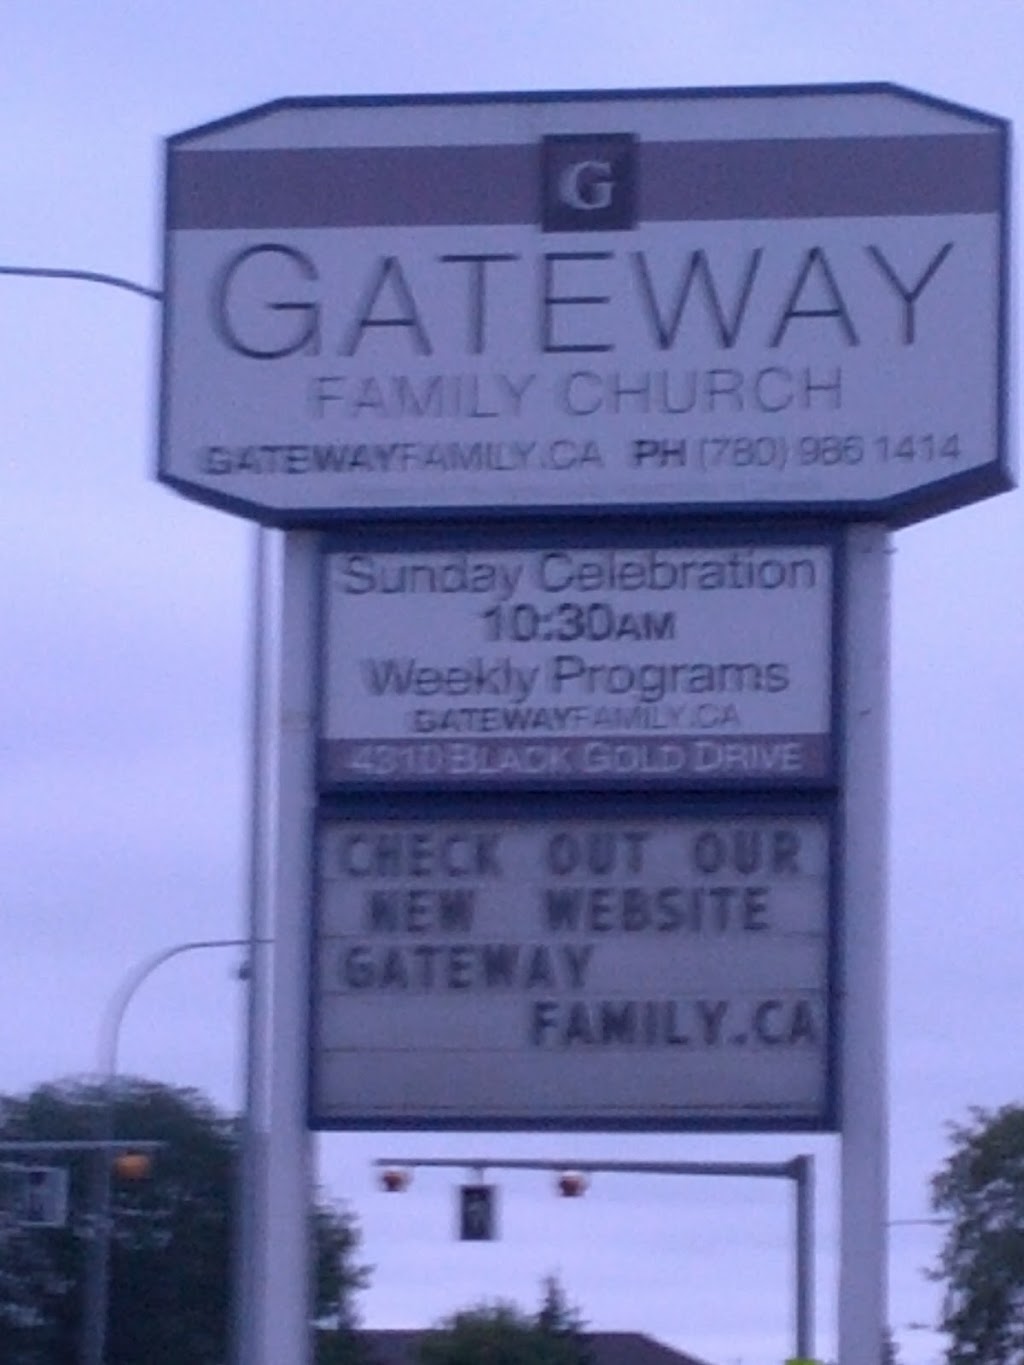 G
GATEWAY
FAMILY CHURCH
GATEWAYFAMILY.CA PH (780) 986 1414
Sunday Celebration
10:30AM
Weekly Programs
GATEWAYFAMILY.CA
4310 BLACK GOLD DRIVE
CHECK OUT OUR
NEW WEBSITE
GATEWAY
FAMILY.CA